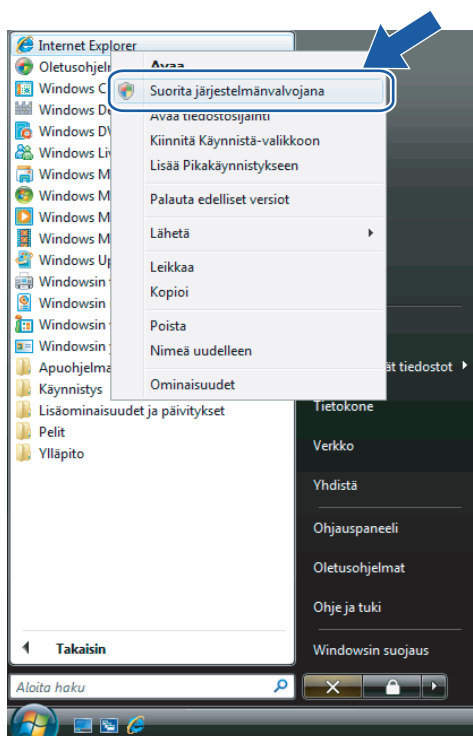 Internet Explorer
Oletusohjelm
Avaa
Windows C
Suorita järjestelmänvalvojana
Windows De
Avaa tiedostosijainti
Windows DV
Kiinnitä Käynnistä-valikkoon
Windows Liv
Lisää Pikakäynnistykseen
Windows M
Windows M
Palauta edelliset versiot
Windows M
Windows M
Lähetä
Windows Up
Leikkaa
Windowsin
Kopioi
Windowsin
Windowsin
Poista
Windowsin
Nimeä uudelleen
Apuohjelma
ät tiedostot
Käynnistys
Ominaisuudet
Lisäominaisuudet ja päivitykset
Tietokone
Pelit
Ylläpito
Verkko
Yhdistä
Ohjauspaneeli
Oletusohjelmat
Ohje ja tuki
Takaisin
Windowsin suojaus
Aloita haku